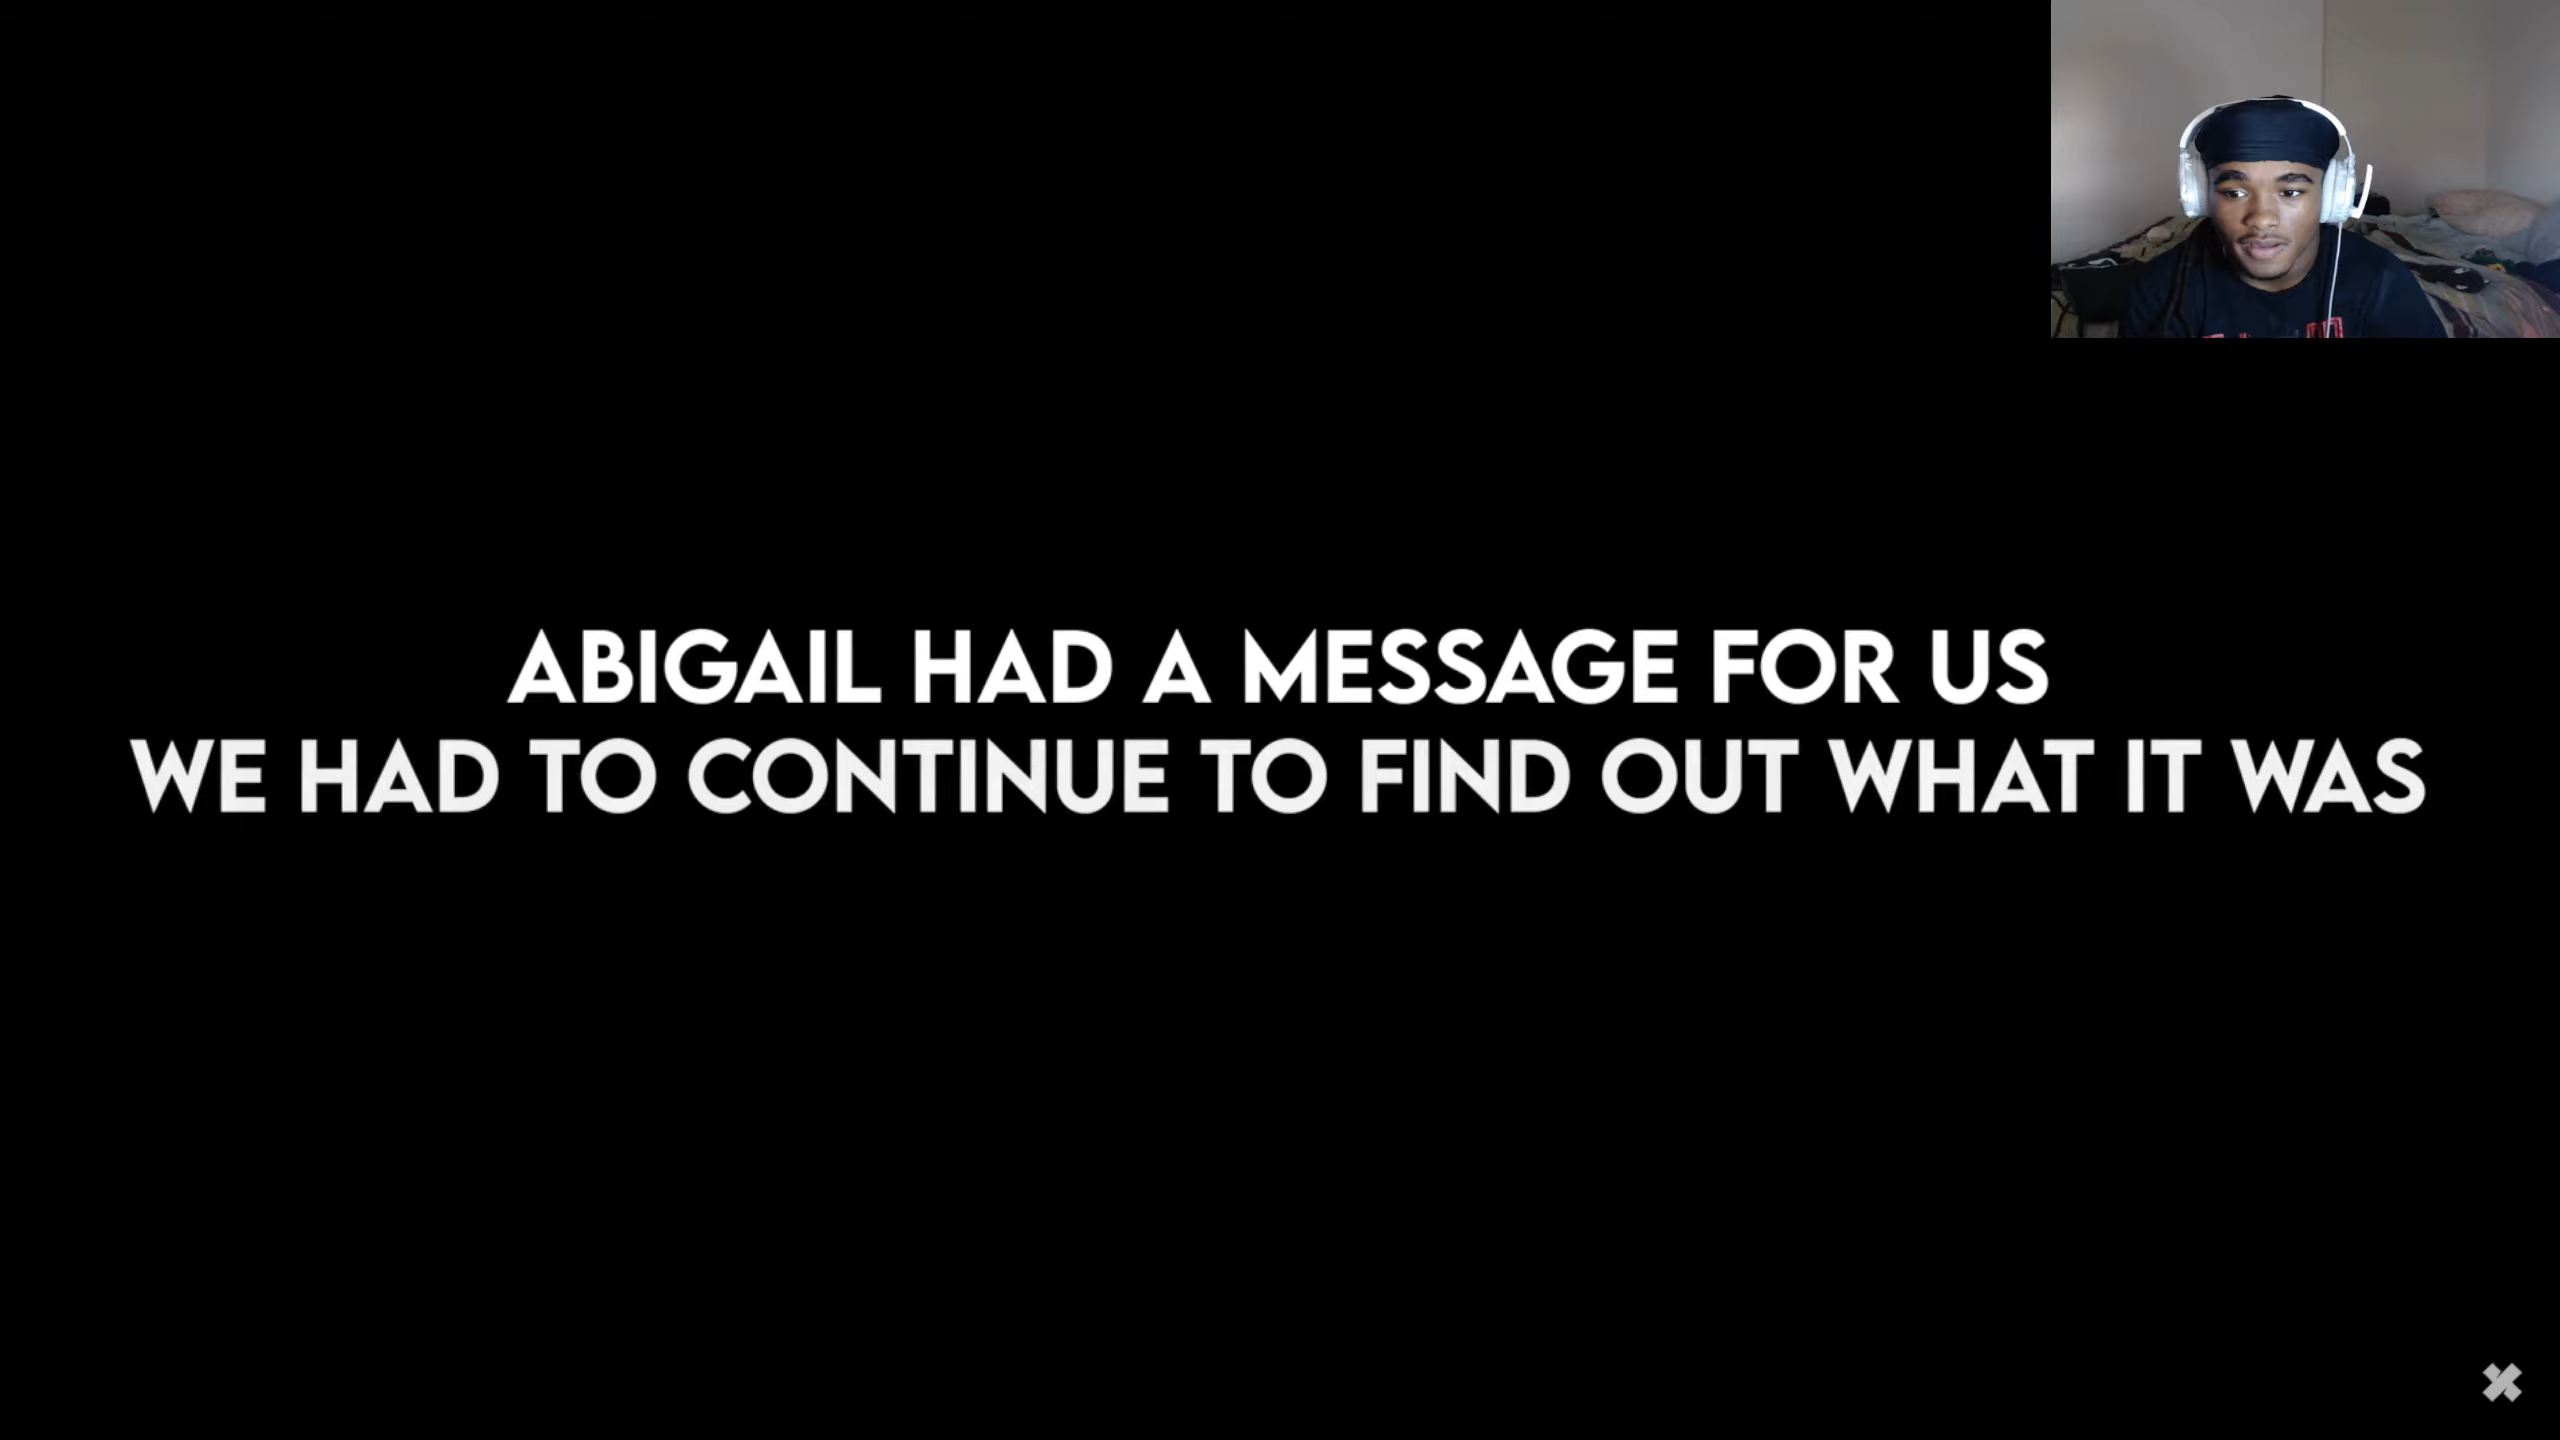 ABIGAIL HAD A MESSAGE FOR US
WE HAD TO CONTINUE TO FIND OUT WHAT IT WAS